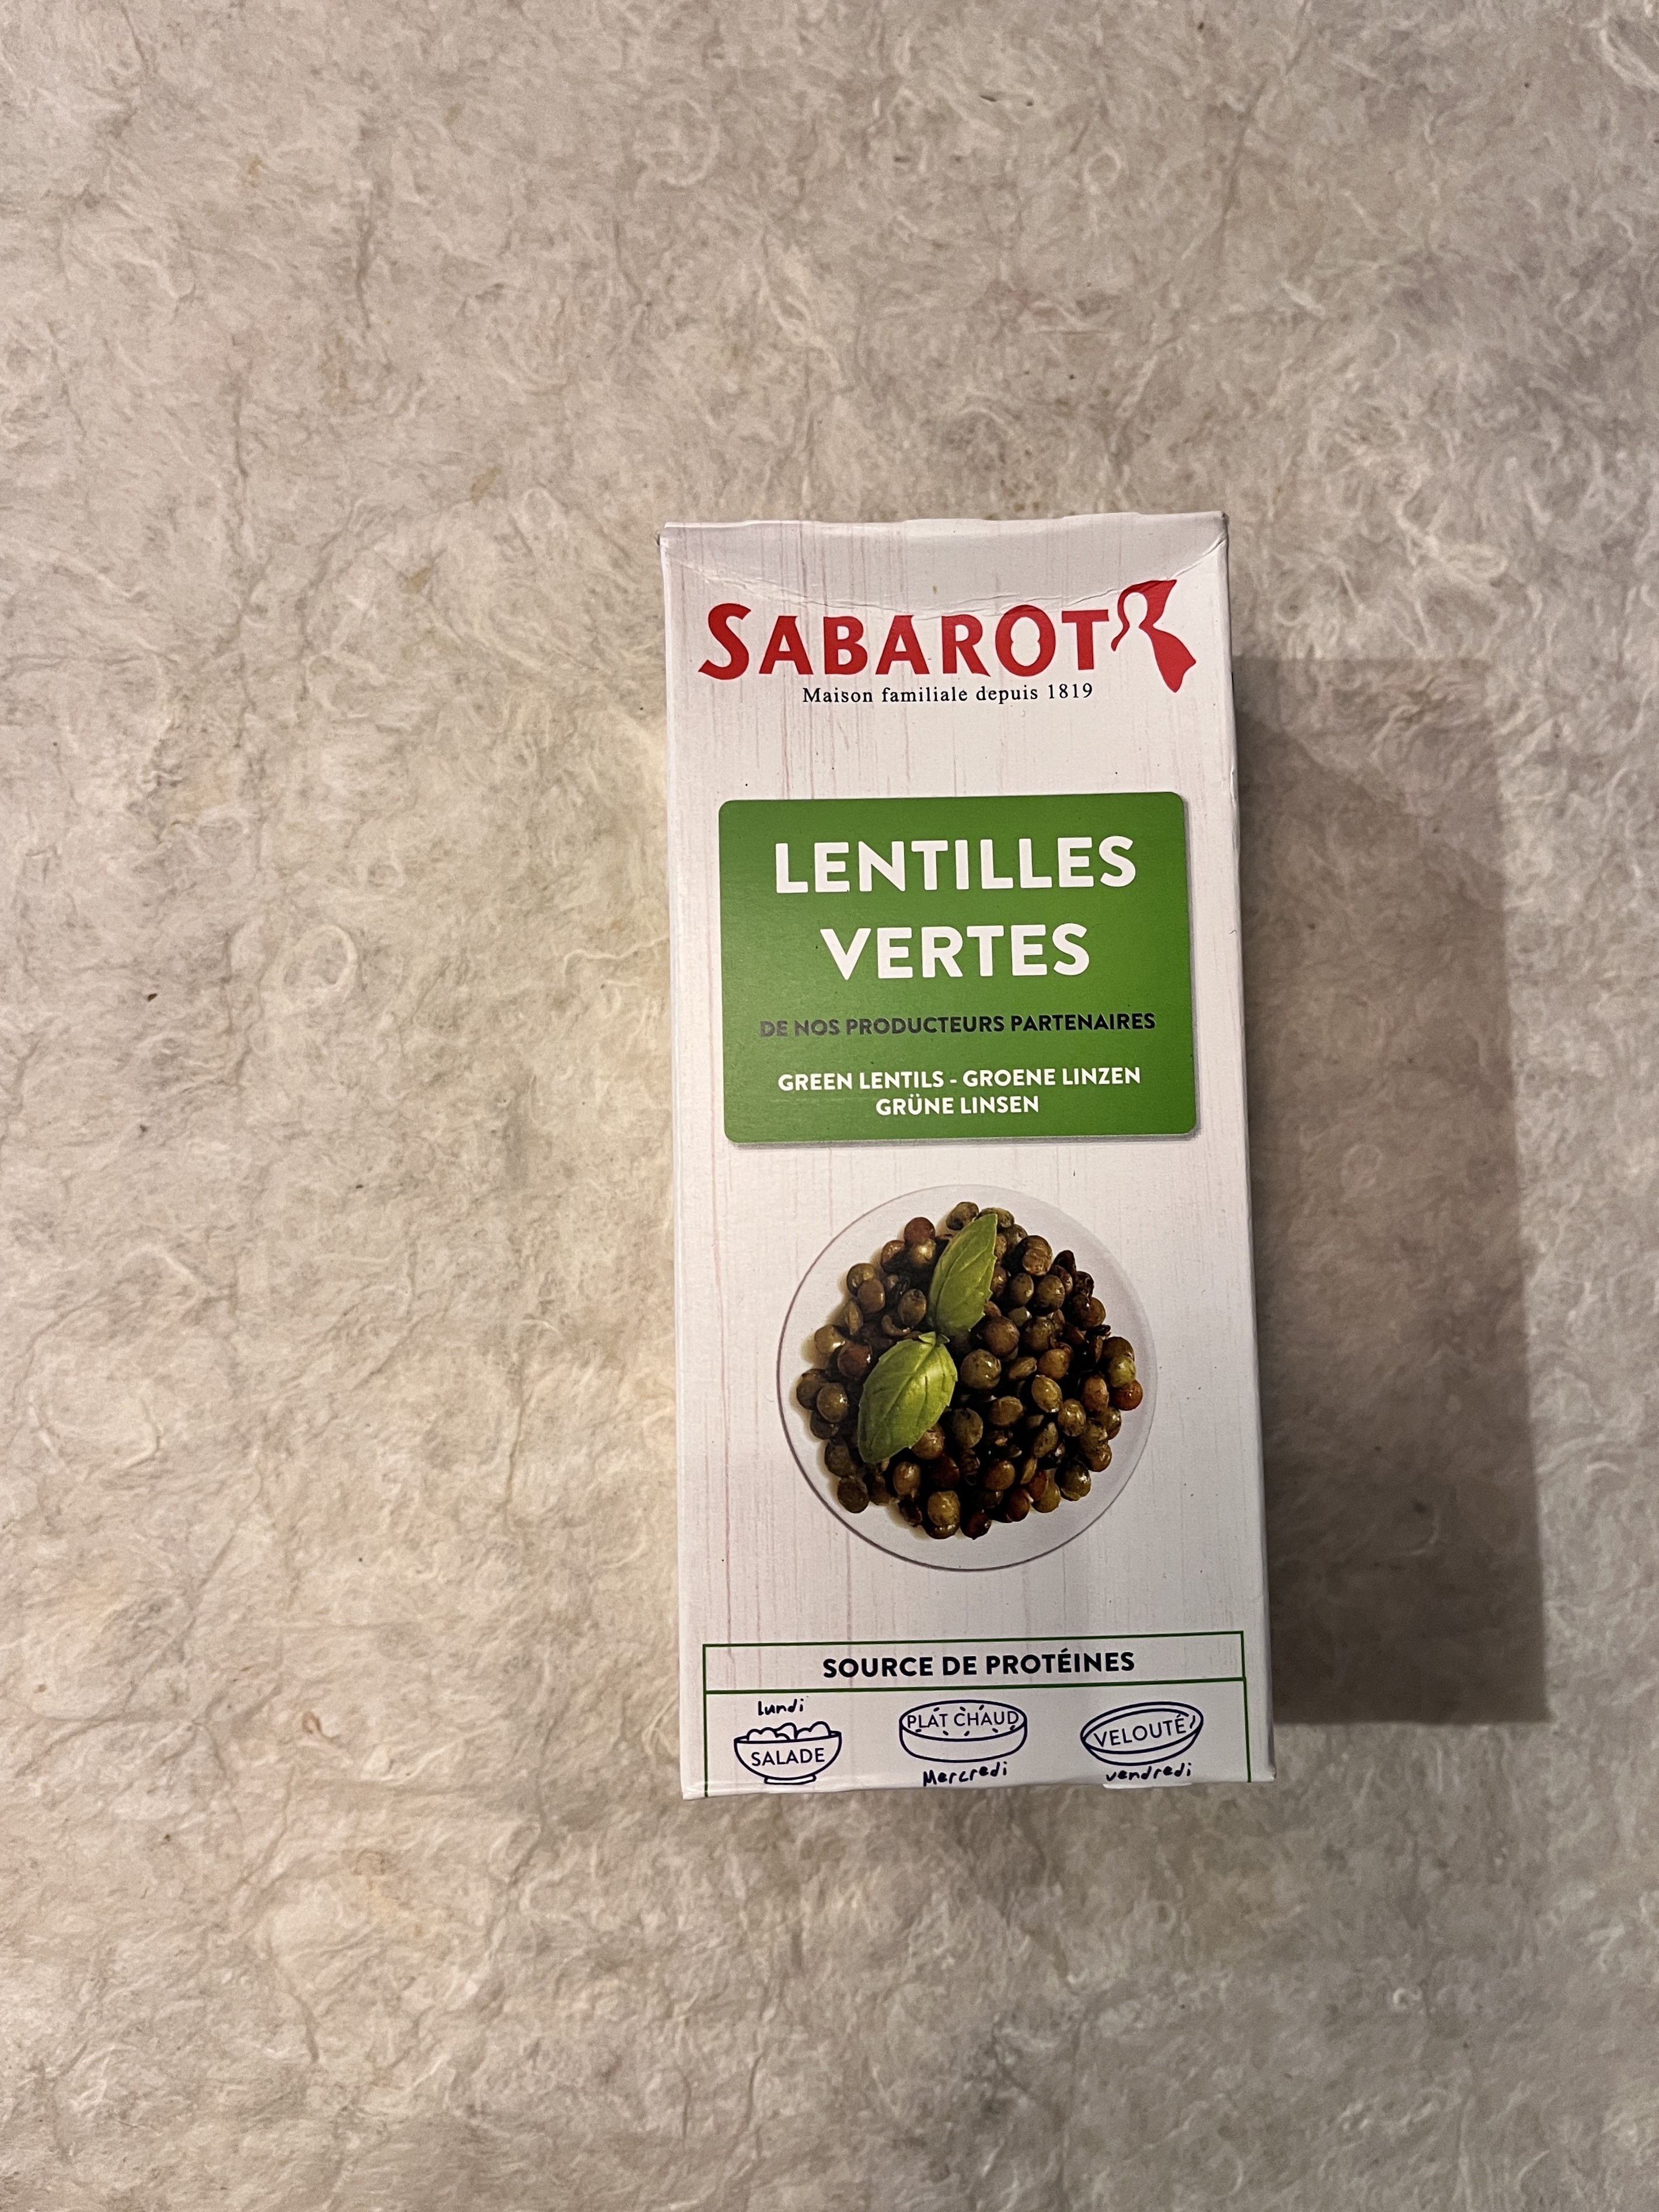 SABAROT
Maison familiale depuis 1819
LENTILLES
VERTES
DE NOS PRODUCTEURS PARTENAIRES
GREEN LENTILS - GROENE LINZEN
GRÜNE LINSEN
SOURCE DE PROTÉINES
lundi
SALADE
PLAT CHAUD
Mercredi
VELOUTÉ
vendredi